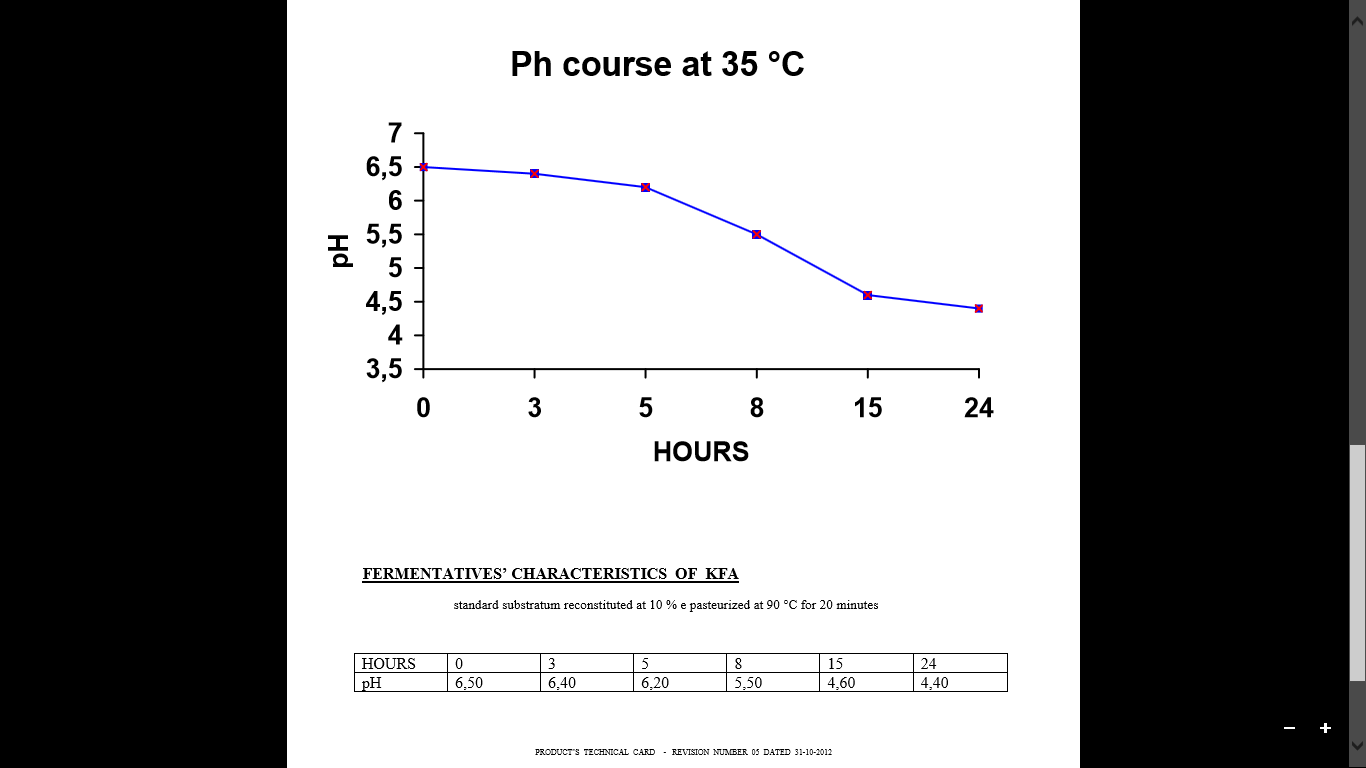 Ph course at 35 °C
7
6,5
6
5,5
5
4,5
4
3,5
pH
0 3 5 8 15 24
HOURS
FERMENTATIVES’ CHARACTERISTICS OF KFA
standard substratum reconstituted at 10 % e pasteurized at 90 °C for 20 minutes
HOURS 0 3 5 8 15 24
pH 6,50 6,40 6,20 5,50 4,60 4,40
PRODUCT’S TECHNICAL CARD - REVISION NUMBER 05 DATED 31-10-2012